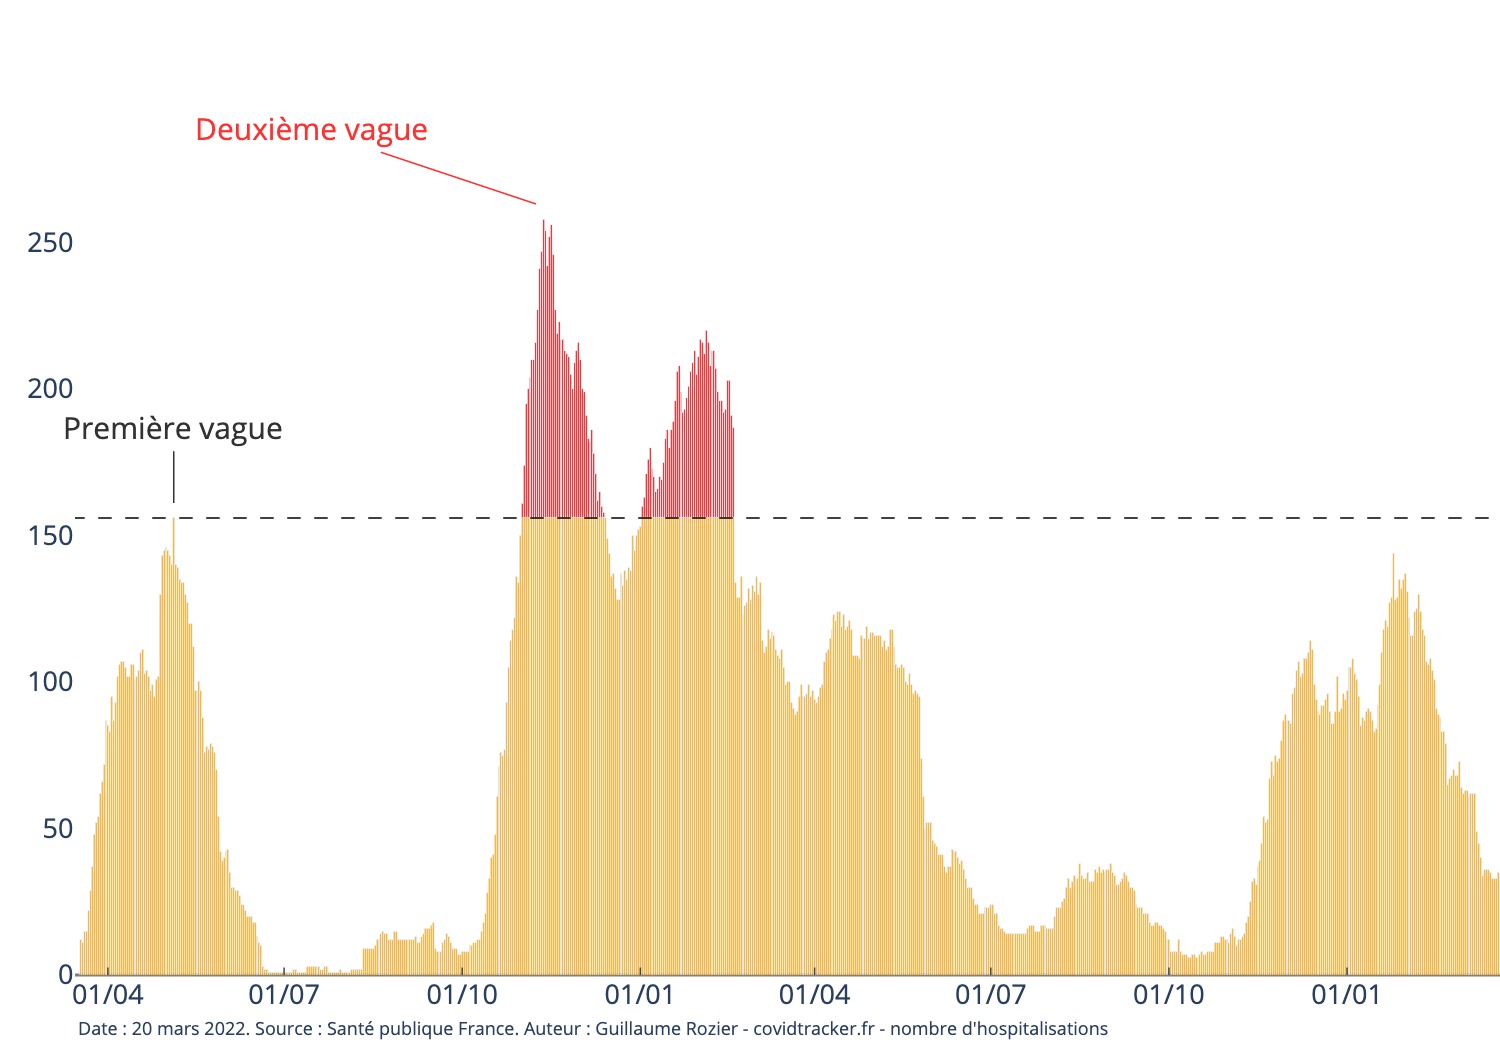 Deuxième vague
250
200
Première vague
150
100
50
0
01/04 01/07 01/10 01/01 01/04 01/07 01/10 01/01
Date : 20 mars 2022. Source : Santé publique France. Auteur : Guillaume Rozier - covidtracker.fr - nombre d'hospitalisations